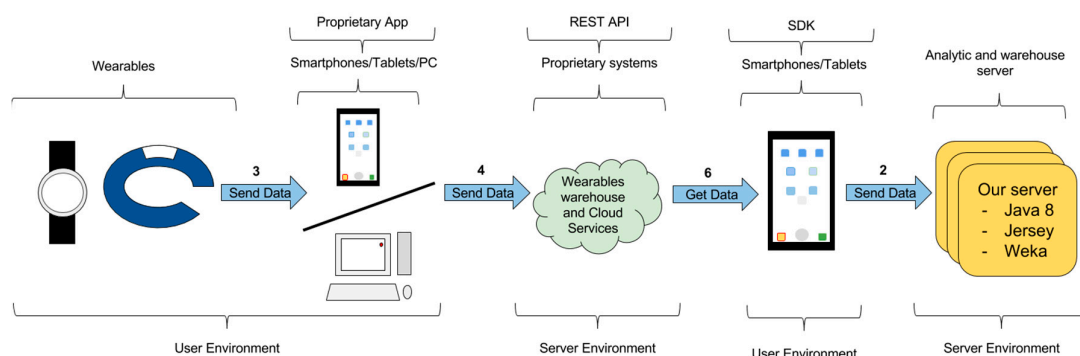 Proprietary App
REST API
SDK
Wearables
Smartphones/Tablets/PC
Proprietary systems
Smartphones/Tablets
Analytic and warehouse
server
3
Send Data
4
Send Data
Wearables
warehouse
and Cloud
Services
6
Get Data
2
Send Data
Our server
- Java 8
- Jersey
- Weka
User Environment
Server Environment
User Environment
Server Environment